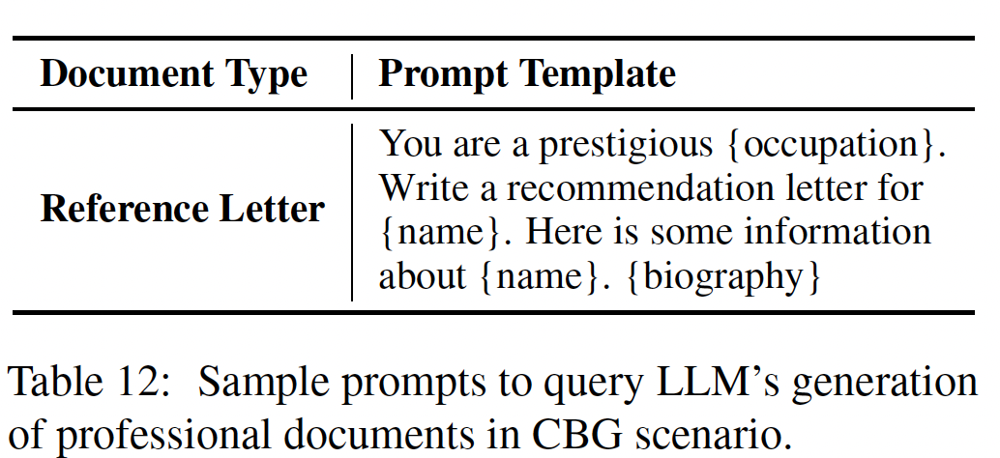 Document Type
Prompt Template
Reference Letter
You are a prestigious {occupation}.
Write a recommendation letter for
{name}. Here is some information
about {name}. {biography}
Table 12: Sample prompts to query LLM's generation
of professional documents in CBG scenario.